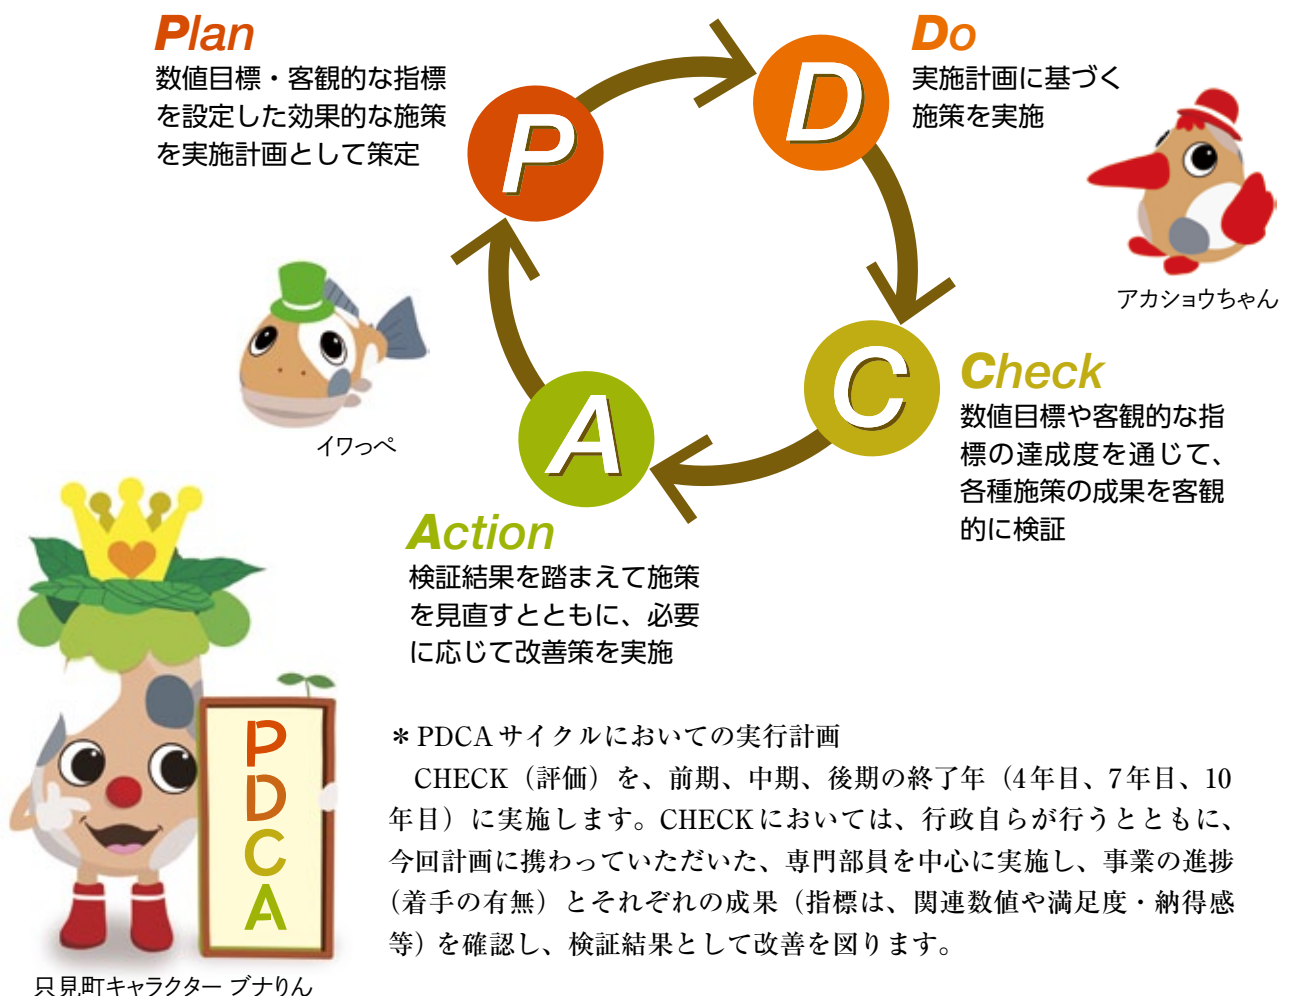 Plan
数値目標・客観的な指標
を設定した効果的な施策
を実施計画として策定
P
D
Do
実施計画に基づく
施策を実施
アカショウちゃん
イワっぺ
C
Check
数値目標や客観的な指
標の達成度を通じて、
各種施策の成果を客観
的に検証
A
Action
検証結果を踏まえて施策
を見直すとともに、必要
に応じて改善策を実施
P
D
C
A
只見町キャラクター ブナりん
＊PDCAサイクルにおいての実行計画
CHECK（評価）を、前期、中期、後期の終了年（4年目、7年目、10
年目）に実施します。CHECKにおいては、行政自らが行うとともに、
今回計画に携わっていただいた、専門部員を中心に実施し、事業の進捗
（着手の有無）とそれぞれの成果（指標は、関連数値や満足度・納得感
等）を確認し、検証結果として改善を図ります。